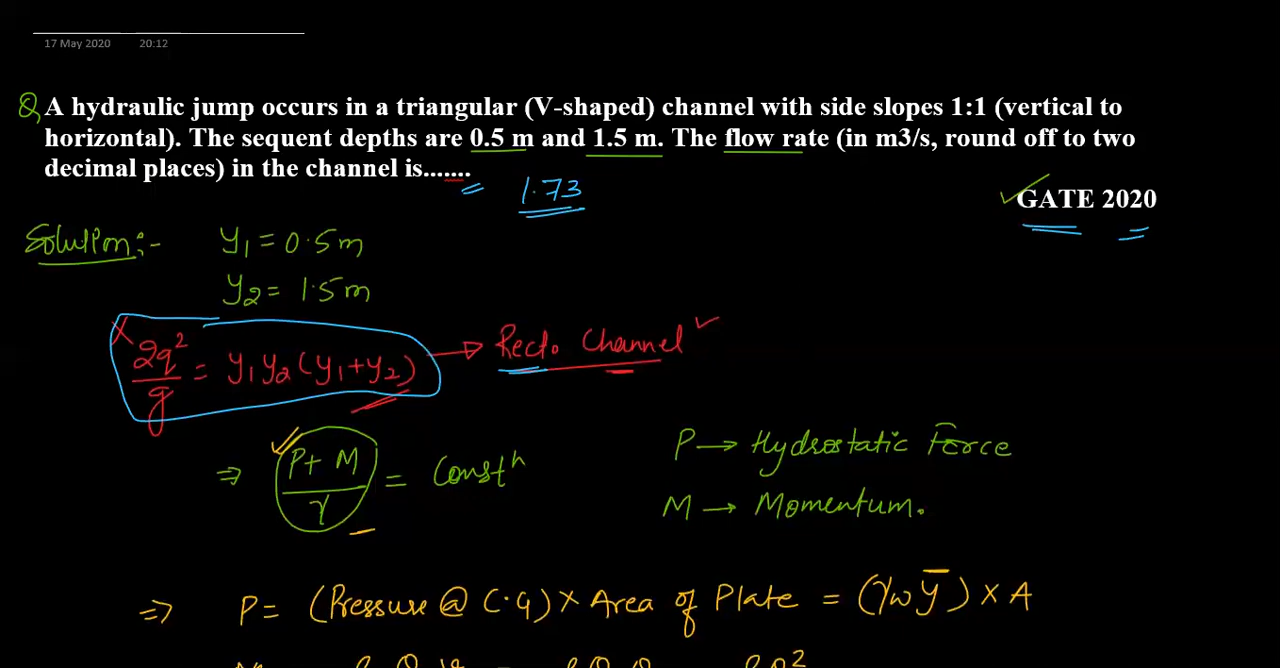 17 May 2020 20:12
Q A hydraulic jump occurs in a triangular (V-shaped) channel with side slopes 1:1 (vertical to
horizontal). The sequent depths are 0.5 m and 1.5 m. The flow rate (in m3/s, round off to two
decimal places) in the channel is....... = 1.73
GATE 2020
Solution:- y₁ = 0.5m
y₂ = 1.5m
x 2q²/g = y₁y₂(y₁+y₂) → Recto Channel ✓
⇒ (P+M)/γ = Constⁿ
P → Hydrostatic Force
M → Momentum.
⇒ P = (Pressure @ C.G) × Area of Plate = (γw ȳ) × A